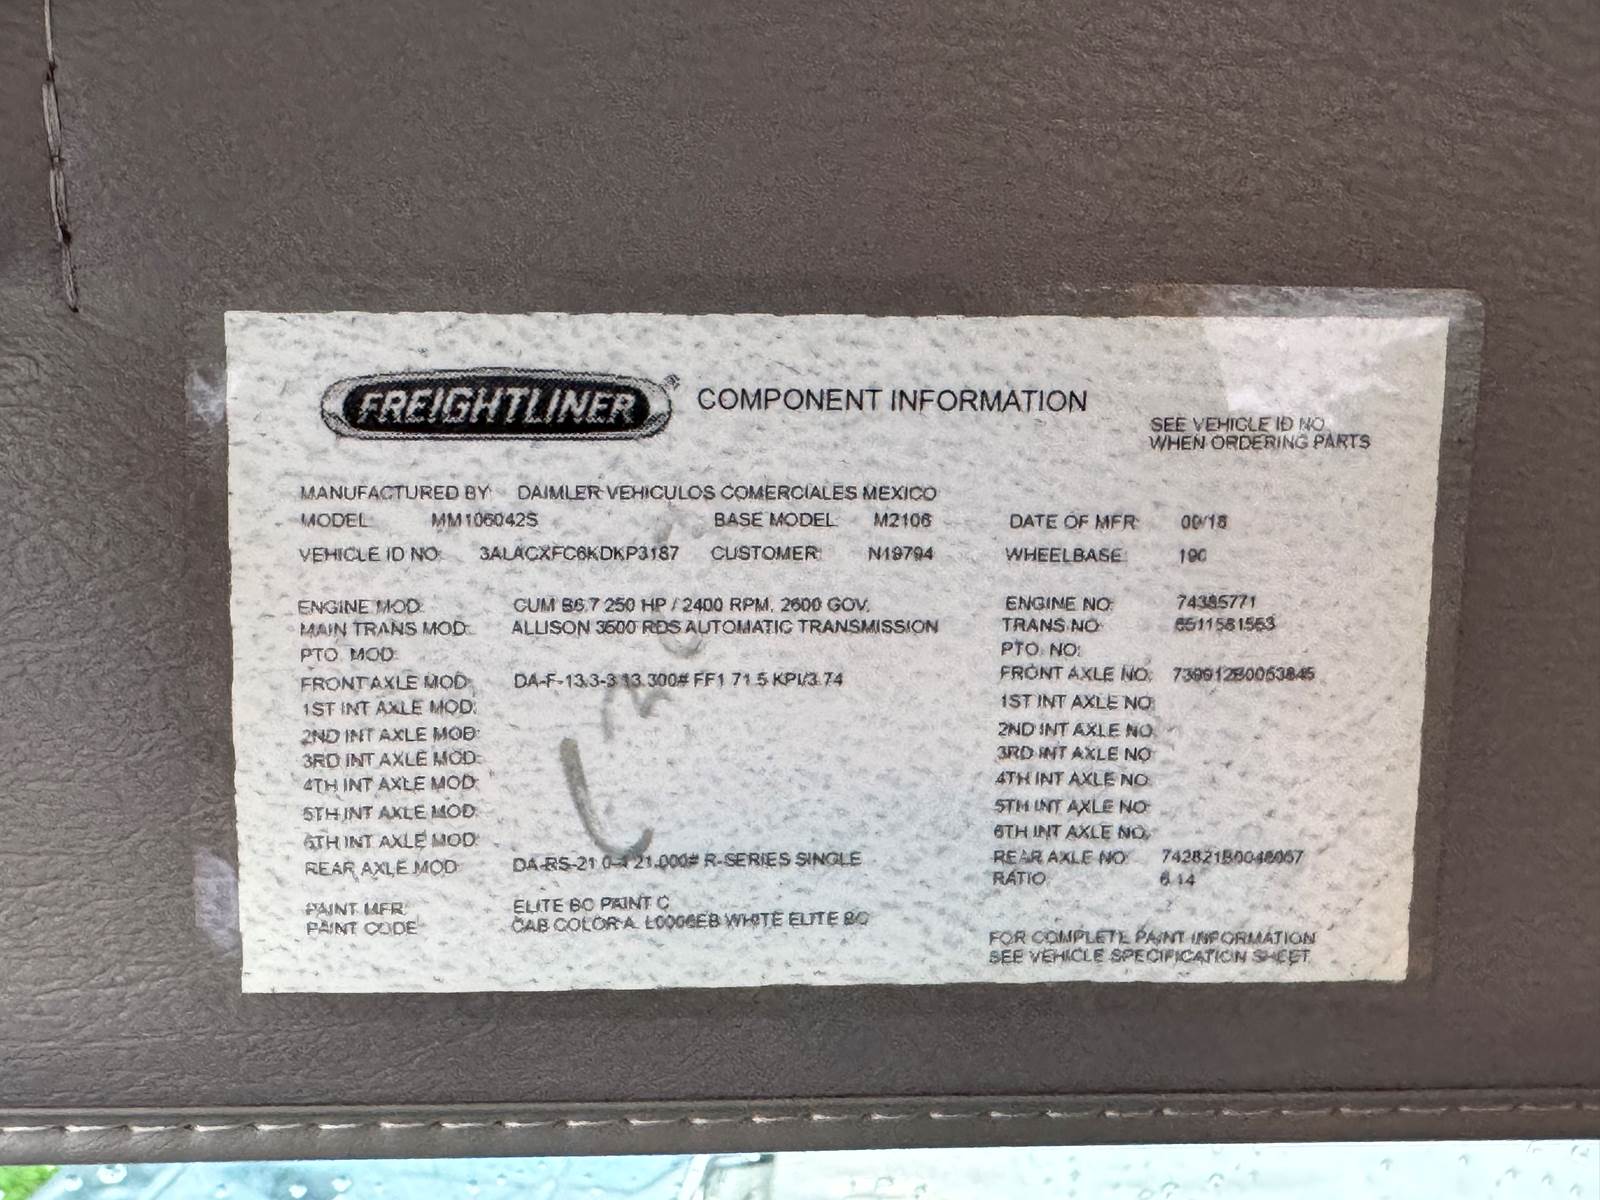 FREIGHTLINER® COMPONENT INFORMATION
SEE VEHICLE ID NO
WHEN ORDERING PARTS
MANUFACTURED BY: DAIMLER VEHICULOS COMERCIALES MEXICO
MODEL: MM106042S BASE MODEL: M2106 DATE OF MFR: 09/18
VEHICLE ID NO: 3ALACXFC6KDKP3187 CUSTOMER: N19794 WHEELBASE: 190
ENGINE MOD: CUM B6.7 250 HP / 2400 RPM, 2600 GOV, ENGINE NO: 74385771
MAIN TRANS MOD: ALLISON 3500 RDS AUTOMATIC TRANSMISSION TRANS NO: 6511581563
PTO. MOD: PTO. NO:
FRONT AXLE MOD: DA-F-13.3-3 13,300# FF1 71.5 KPI/3.74 FRONT AXLE NO:
1ST INT AXLE MOD: 1ST INT AXLE NO:
2ND INT AXLE MOD: 2ND INT AXLE NO:
3RD INT AXLE MOD: 3RD INT AXLE NO:
4TH INT AXLE MOD: 4TH INT AXLE NO:
5TH INT AXLE MOD: 5TH INT AXLE NO:
6TH INT AXLE MOD: 6TH INT AXLE NO:
REAR AXLE MOD: DA-RS-21.0-4 21,000# R-SERIES SINGLE REAR AXLE NO:
RATIO: 6.14
PAINT MFR: ELITE BC PAINT C
PAINT CODE: CAB COLOR A: L0006EB WHITE ELITE BC
FOR COMPLETE PAINT INFORMATION
SEE VEHICLE SPECIFICATION SHEET